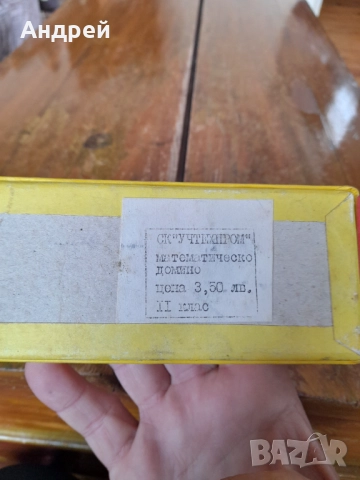 Андрей
СК"УЧТЕХПРОМ"
математическо
домино
цена 3,50 лв.
II клас
BAZAR